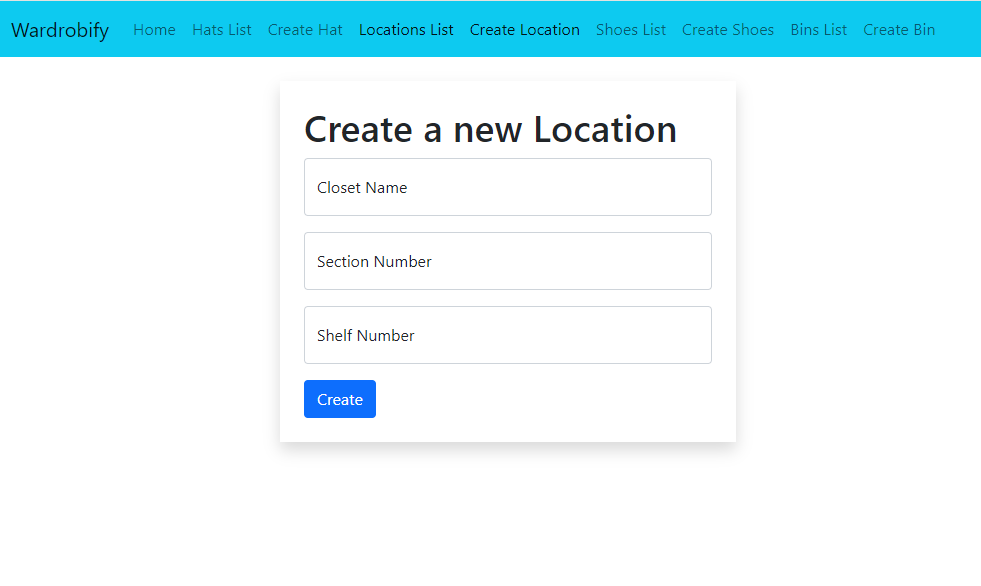 Wardrobify Home Hats List Create Hat Locations List Create Location Shoes List Create Shoes Bins List Create Bin
Create a new Location
Closet Name
Section Number
Shelf Number
Create